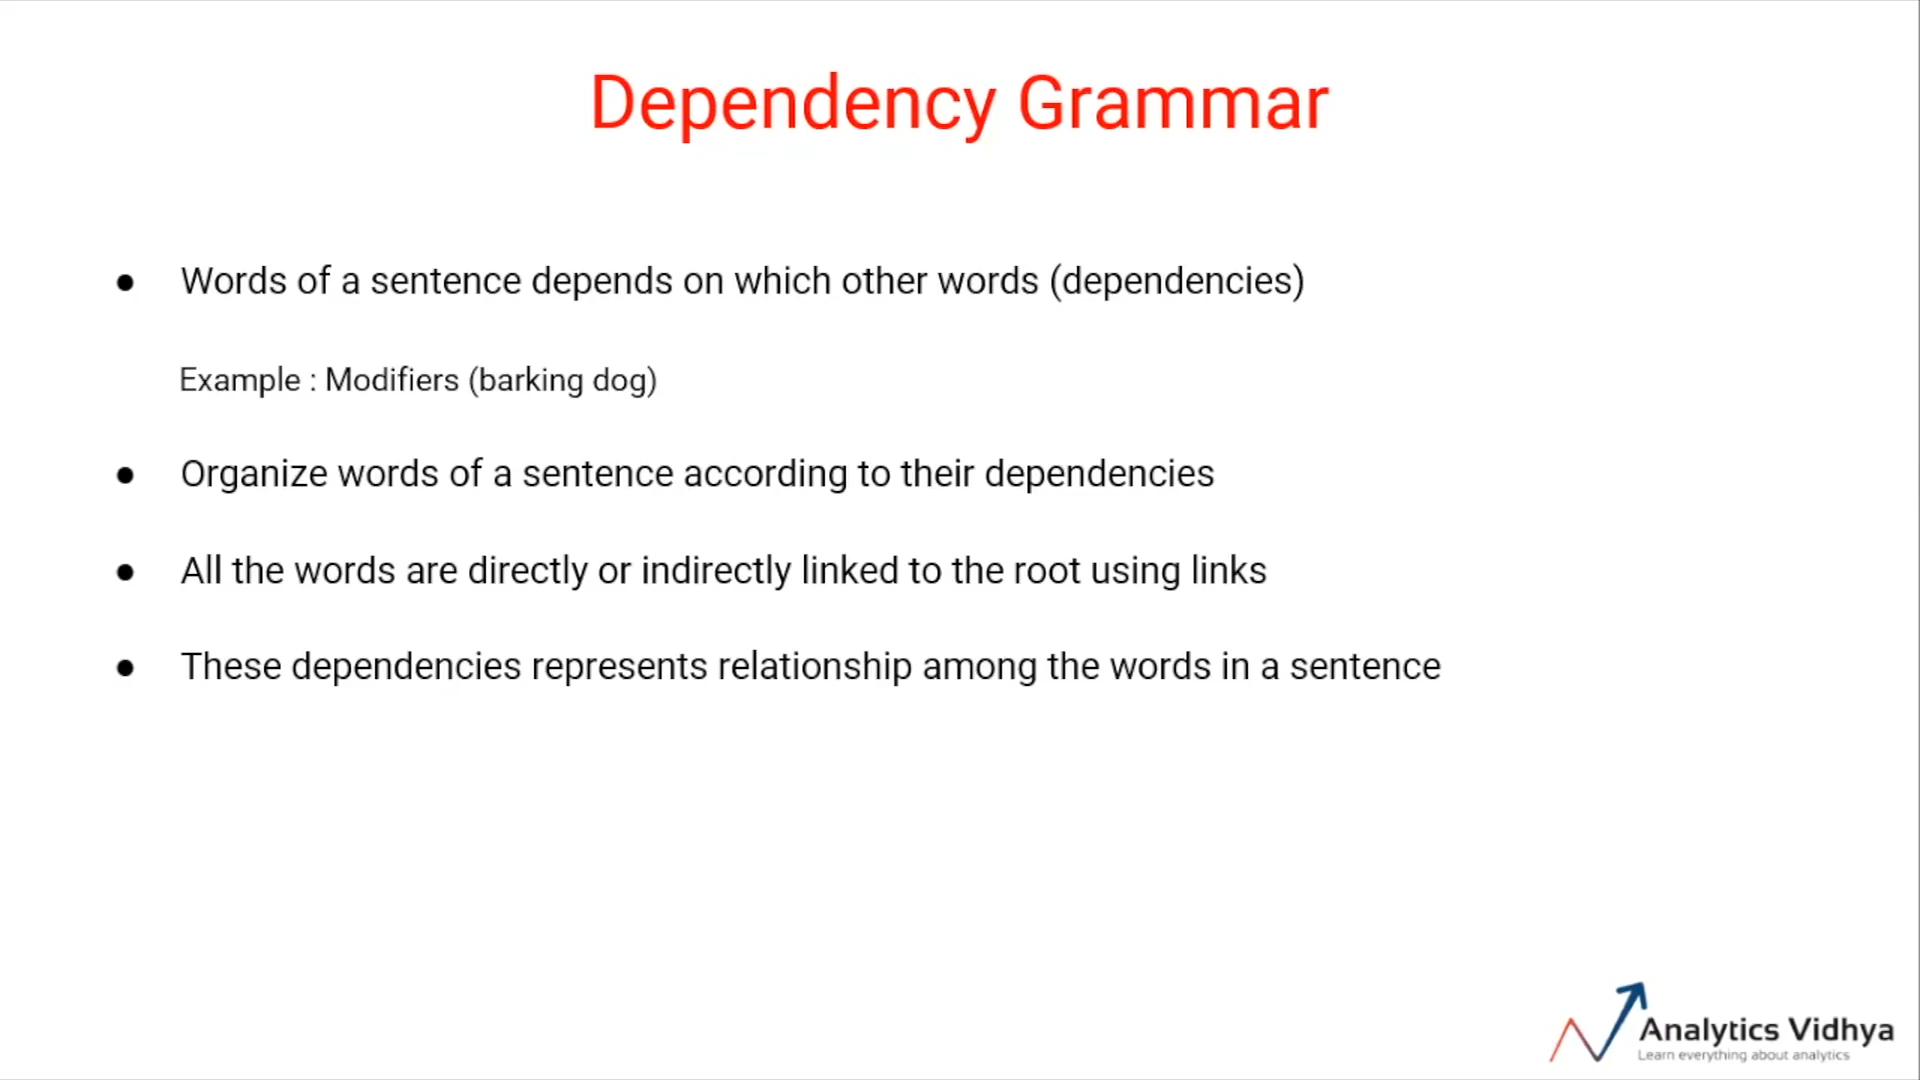 Dependency Grammar
● Words of a sentence depends on which other words (dependencies)
Example : Modifiers (barking dog)
● Organize words of a sentence according to their dependencies
● All the words are directly or indirectly linked to the root using links
● These dependencies represents relationship among the words in a sentence
Analytics Vidhya
Learn everything about analytics